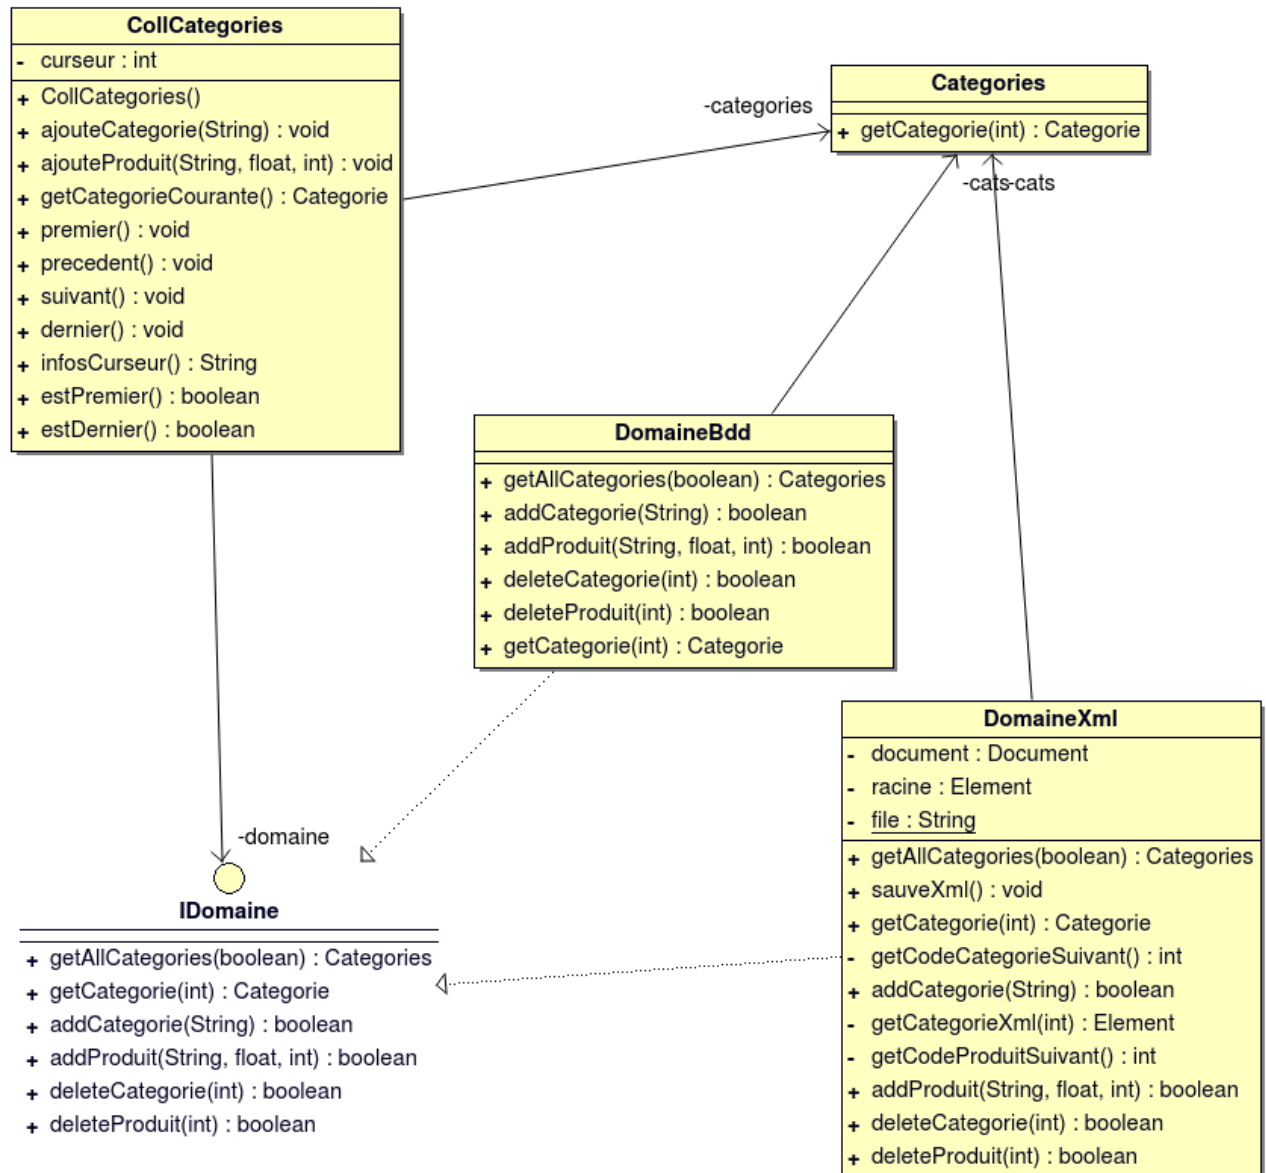 CollCategories
- curseur : int
+ CollCategories()
+ ajouteCategorie(String) : void
+ ajouteProduit(String, float, int) : void
+ getCategorieCourante() : Categorie
+ premier() : void
+ precedent() : void
+ suivant() : void
+ dernier() : void
+ infosCurseur() : String
+ estPremier() : boolean
+ estDernier() : boolean
-categories
Categories
+ getCategorie(int) : Categorie
-cats
-cats
DomaineBdd
+ getAllCategories(boolean) : Categories
+ addCategorie(String) : boolean
+ addProduit(String, float, int) : boolean
+ deleteCategorie(int) : boolean
+ deleteProduit(int) : boolean
+ getCategorie(int) : Categorie
-domaine
IDomaine
+ getAllCategories(boolean) : Categories
+ getCategorie(int) : Categorie
+ addCategorie(String) : boolean
+ addProduit(String, float, int) : boolean
+ deleteCategorie(int) : boolean
+ deleteProduit(int) : boolean
DomaineXml
- document : Document
- racine : Element
- file : String
+ getAllCategories(boolean) : Categories
+ sauveXml() : void
+ getCategorie(int) : Categorie
- getCodeCategorieSuivant() : int
+ addCategorie(String) : boolean
- getCategorieXml(int) : Element
- getCodeProduitSuivant() : int
+ addProduit(String, float, int) : boolean
+ deleteCategorie(int) : boolean
+ deleteProduit(int) : boolean